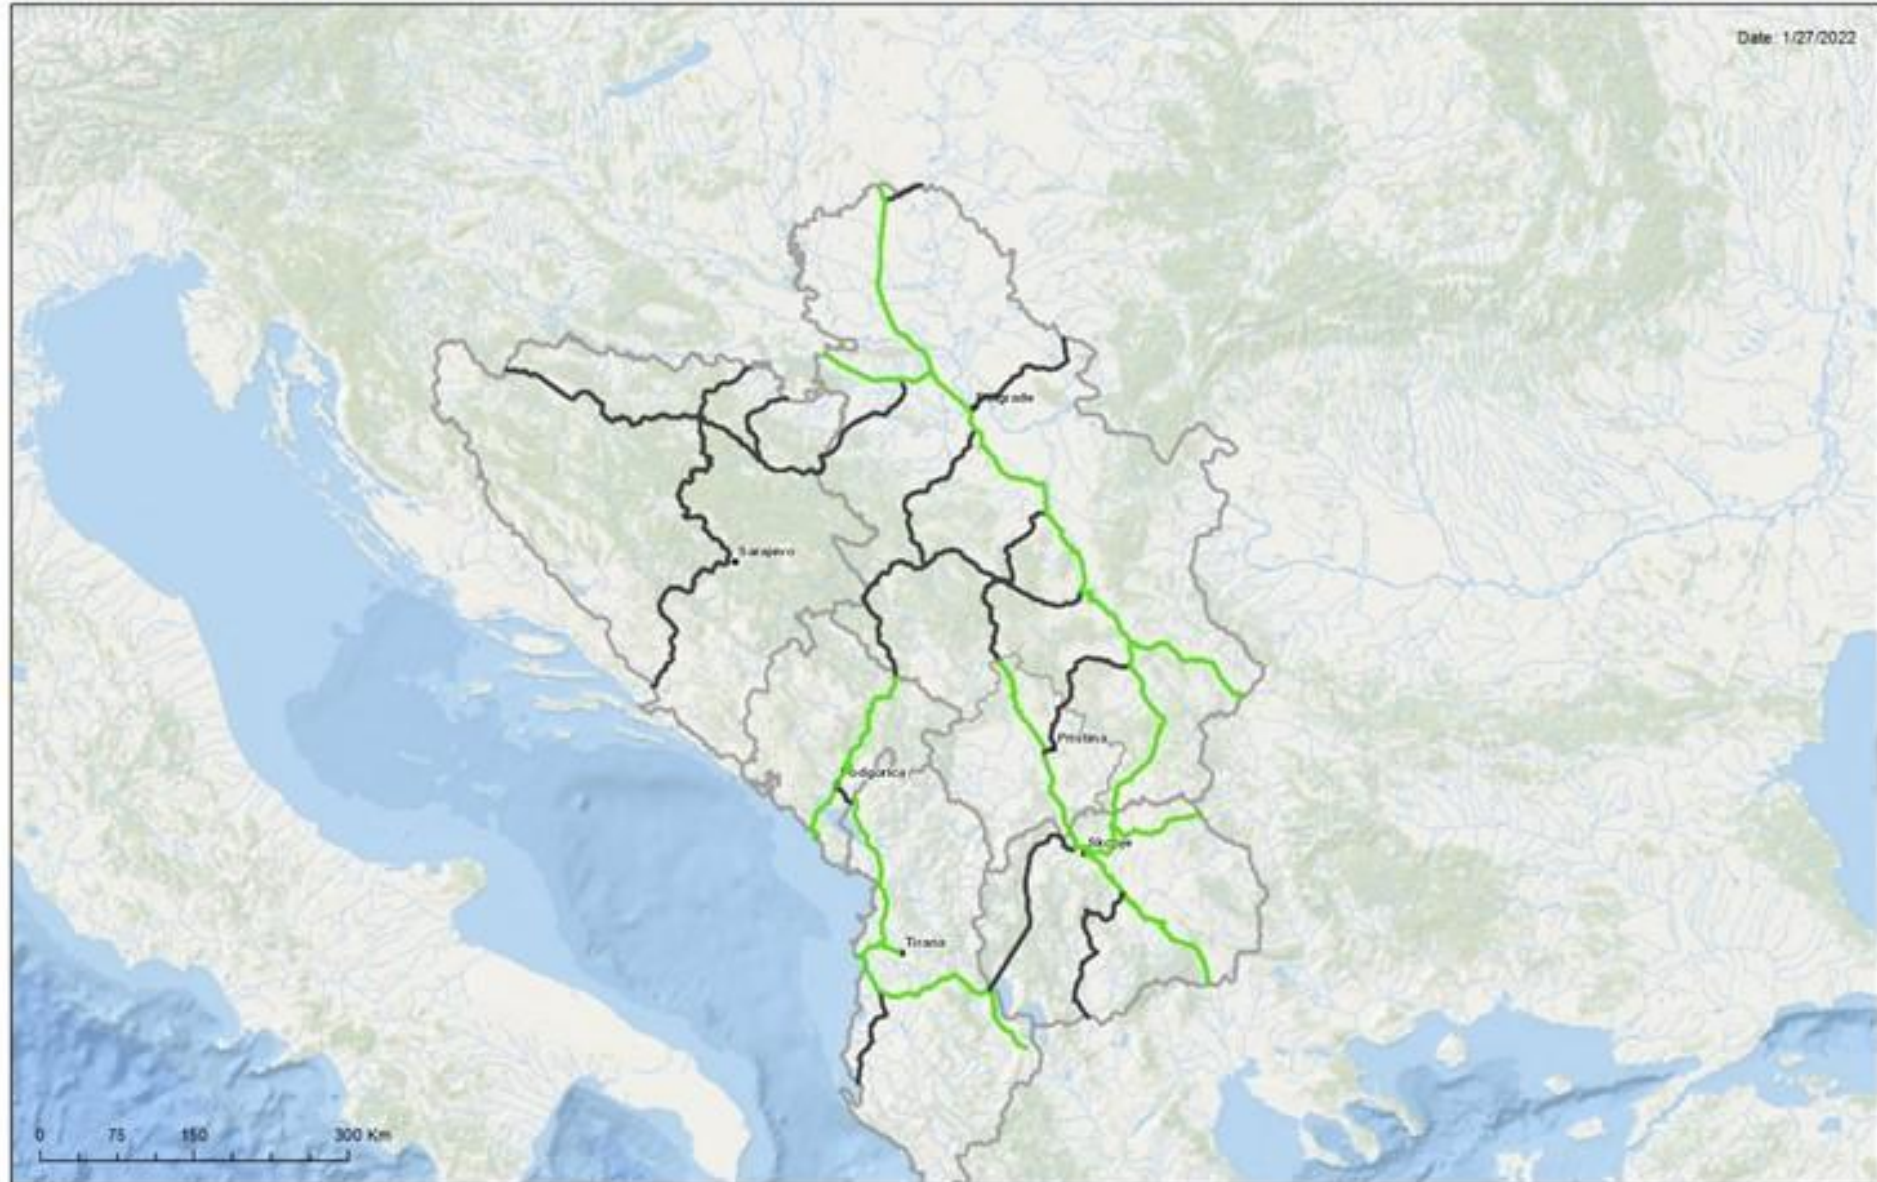 Date: 1/27/2022
Belgrade
Sarajevo
Pristina
Podgorica
Skopje
Tirana
0 75 150 300 Km